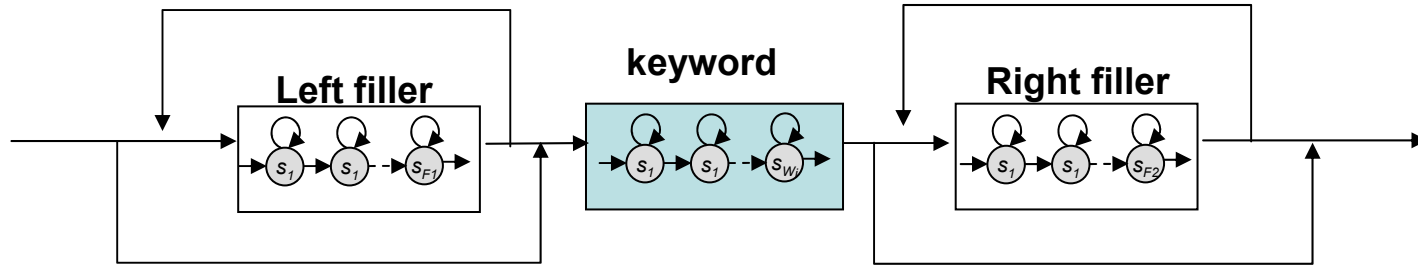 keyword
Left filler
Right filler
s1 s1 sF1
s1 s1 sWi
s1 s1 sF2